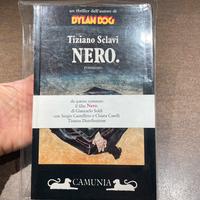 un thriller dell'autore di
DYLAN DOG
Tiziano Sclavi
NERO.
romanzo
da questo romanzo
il film Nero.
di Giancarlo Soldi
con Sergio Castellitto e Chiara Caselli
Titanus Distribuzione
CAMUNIA